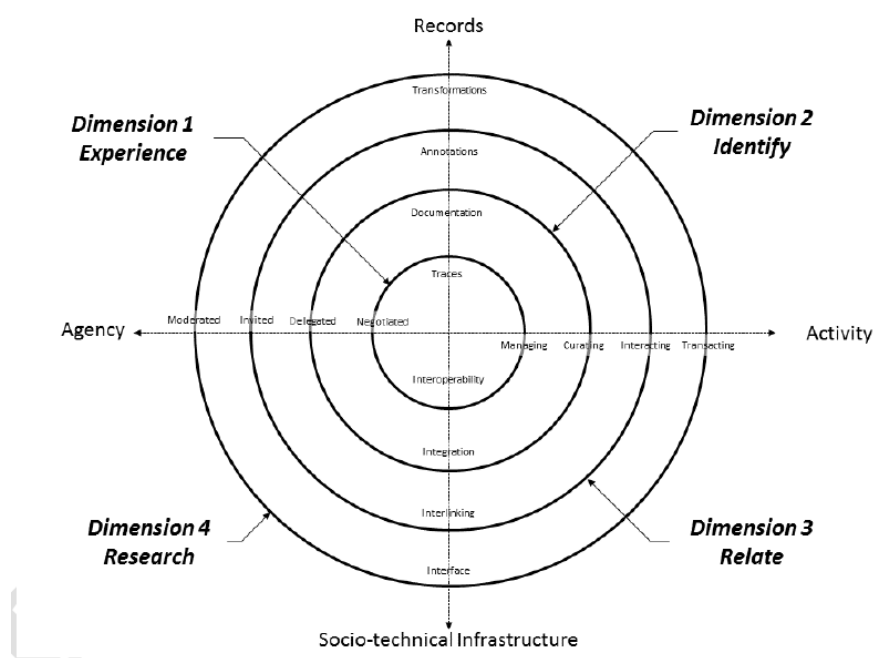 Records
Transformations
Dimension 1
Experience
Dimension 2
Identify
Annotations
Documentation
Traces
Agency
Moderated
Invited
Delegated
Negotiated
Managing
Curating
Interacting
Transacting
Activity
Interoperability
Integration
Interlinking
Dimension 4
Research
Dimension 3
Relate
Interface
Socio-technical Infrastructure